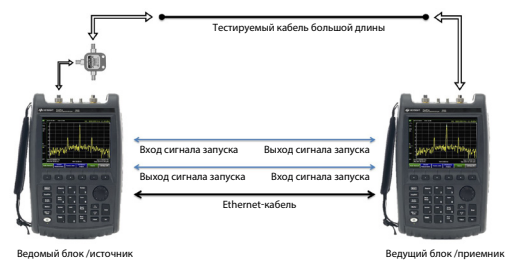 Тестируемый кабель большой длины
Вход сигнала запуска Выход сигнала запуска
Выход сигнала запуска Вход сигнала запуска
Ethernet-кабель
Ведомый блок /источник Ведущий блок /приемник